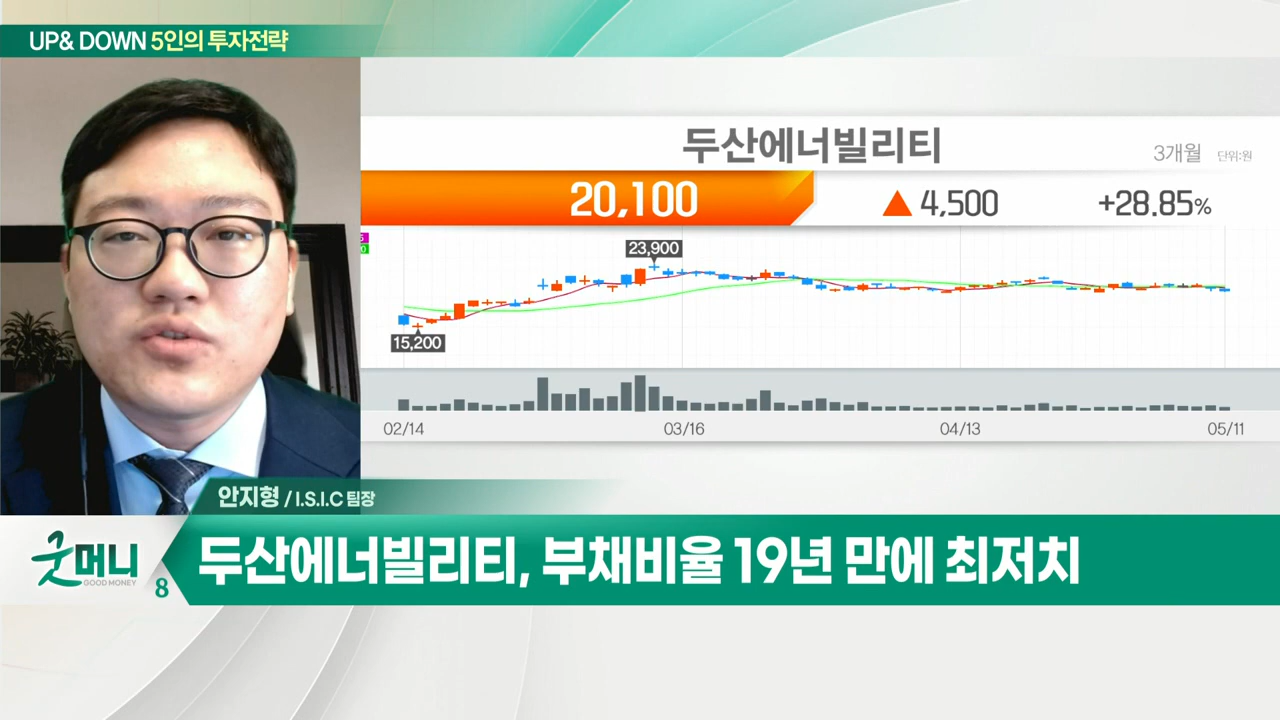 UP& DOWN 5인의 투자전략
두산에너빌리티
3개월 단위:원
20,100 ▲ 4,500 +28.85%
23,900
15,200
02/14 03/16 04/13 05/11
안지형 / I.S.I.C 팀장
굿머니
GOOD MONEY
8
두산에너빌리티, 부채비율 19년 만에 최저치